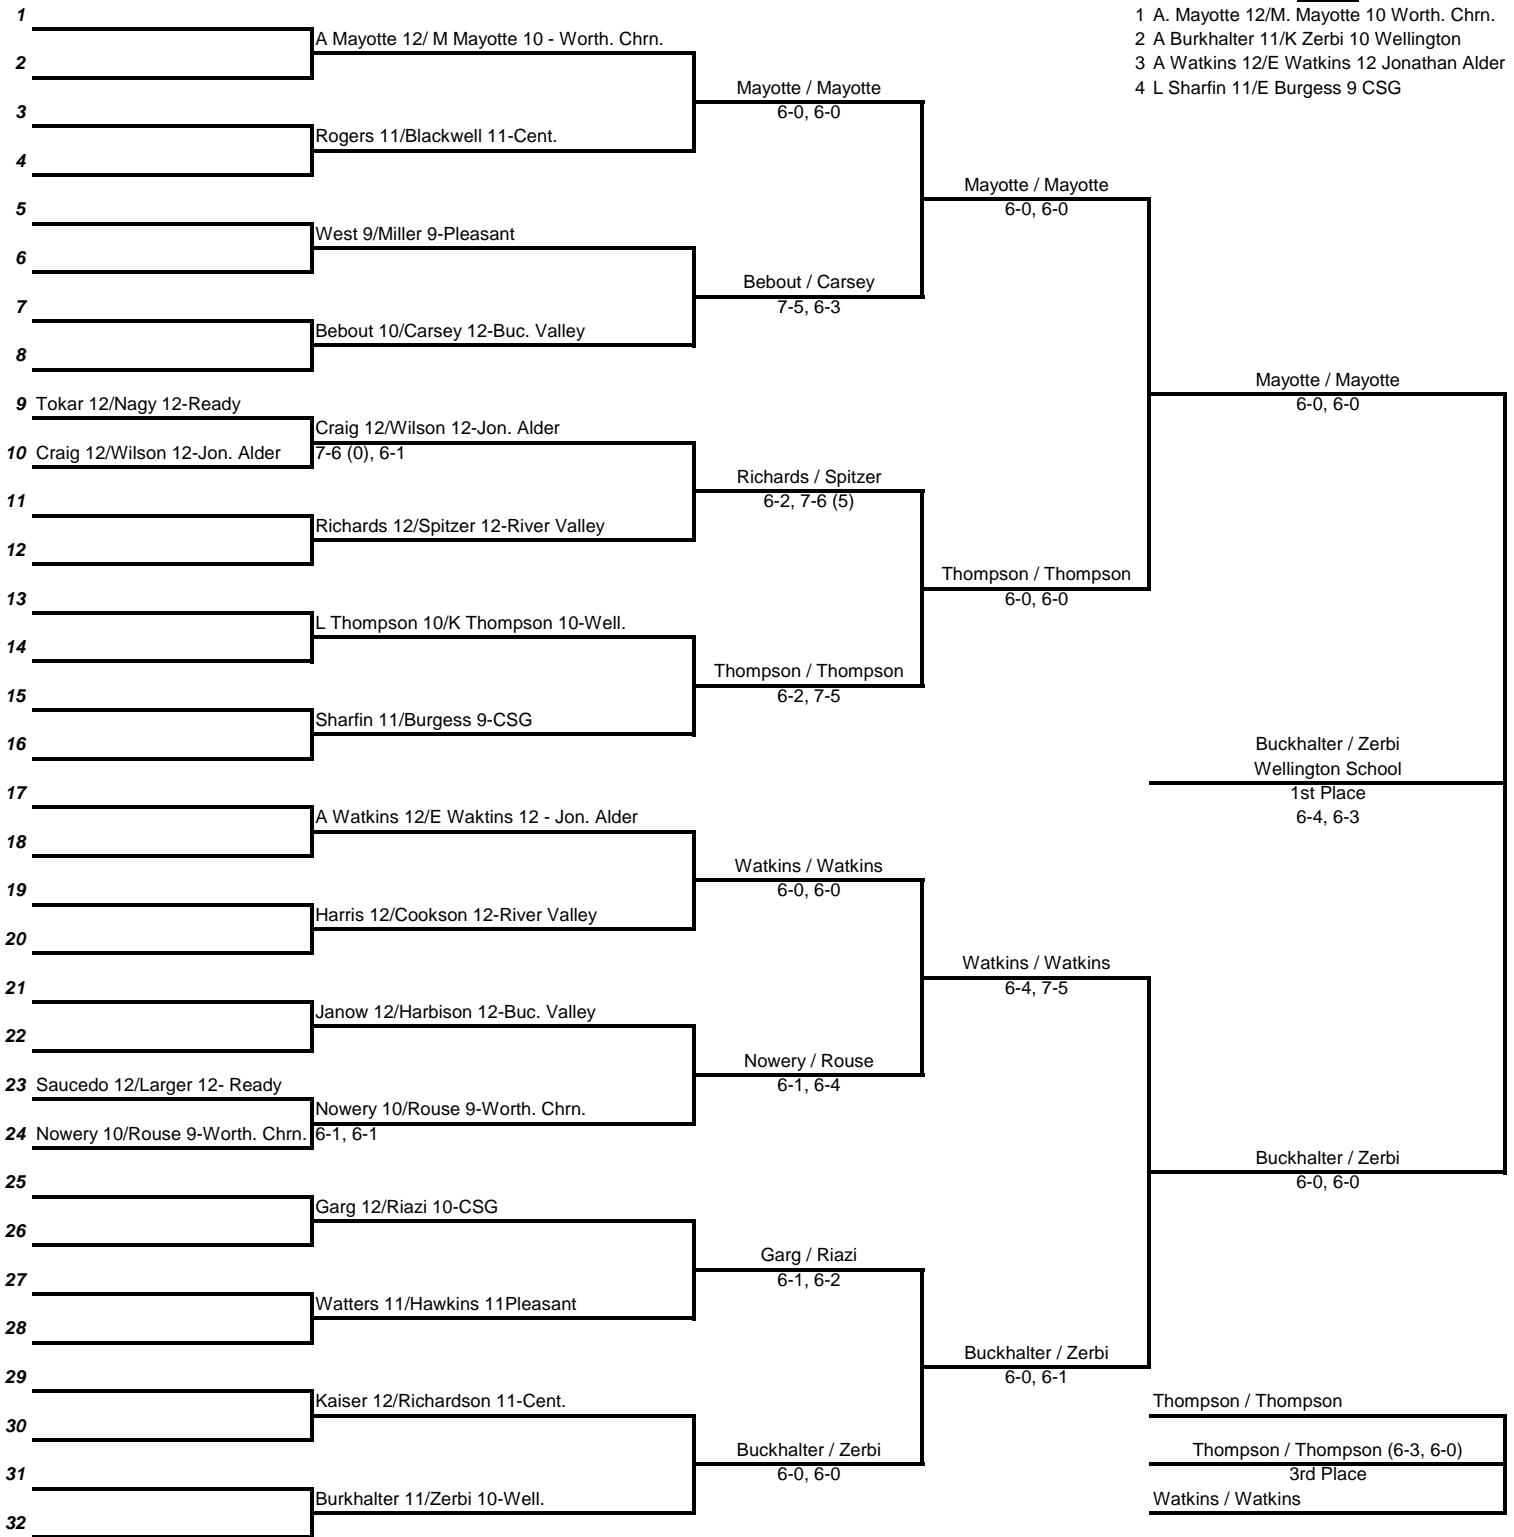 1
1 A. Mayotte 12/M. Mayotte 10 Worth. Chrn.
A Mayotte 12/ M Mayotte 10 - Worth. Chrn.
2 A Burkhalter 11/K Zerbi 10 Wellington
2
3 A Watkins 12/E Watkins 12 Jonathan Alder
Mayotte / Mayotte
4 L Sharfin 11/E Burgess 9 CSG
3
6-0, 6-0
Rogers 11/Blackwell 11-Cent.
4
Mayotte / Mayotte
5
6-0, 6-0
West 9/Miller 9-Pleasant
6
Bebout / Carsey
7
7-5, 6-3
Bebout 10/Carsey 12-Buc. Valley
8
Mayotte / Mayotte
9 Tokar 12/Nagy 12-Ready
6-0, 6-0
Craig 12/Wilson 12-Jon. Alder
10 Craig 12/Wilson 12-Jon. Alder
7-6 (0), 6-1
Richards / Spitzer
11
6-2, 7-6 (5)
Richards 12/Spitzer 12-River Valley
12
Thompson / Thompson
13
6-0, 6-0
L Thompson 10/K Thompson 10-Well.
14
Thompson / Thompson
15
6-2, 7-5
Sharfin 11/Burgess 9-CSG
16
Buckhalter / Zerbi
Wellington School
17
1st Place
A Watkins 12/E Waktins 12 - Jon. Alder
6-4, 6-3
18
Watkins / Watkins
19
6-0, 6-0
Harris 12/Cookson 12-River Valley
20
Watkins / Watkins
21
6-4, 7-5
Janow 12/Harbison 12-Buc. Valley
22
Nowery / Rouse
23 Saucedo 12/Larger 12- Ready
6-1, 6-4
Nowery 10/Rouse 9-Worth. Chrn.
24 Nowery 10/Rouse 9-Worth. Chrn.
6-1, 6-1
Buckhalter / Zerbi
25
6-0, 6-0
Garg 12/Riazi 10-CSG
26
Garg / Riazi
27
6-1, 6-2
Watters 11/Hawkins 11Pleasant
28
Buckhalter / Zerbi
29
6-0, 6-1
Kaiser 12/Richardson 11-Cent.
Thompson / Thompson
30
Buckhalter / Zerbi
Thompson / Thompson (6-3, 6-0)
31
6-0, 6-0
3rd Place
Burkhalter 11/Zerbi 10-Well.
Watkins / Watkins
32